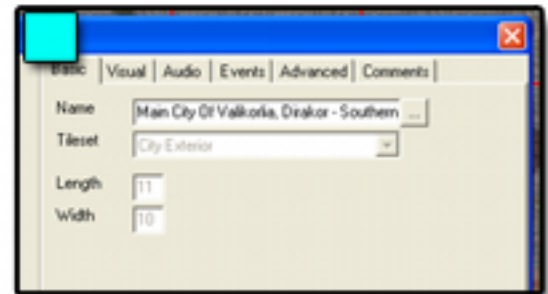 Basic Visual Audio Events Advanced Comments
Name Main City Of Valikorlia, Dirakor - Southern ...
Tileset City Exterior
Length 11
Width 10